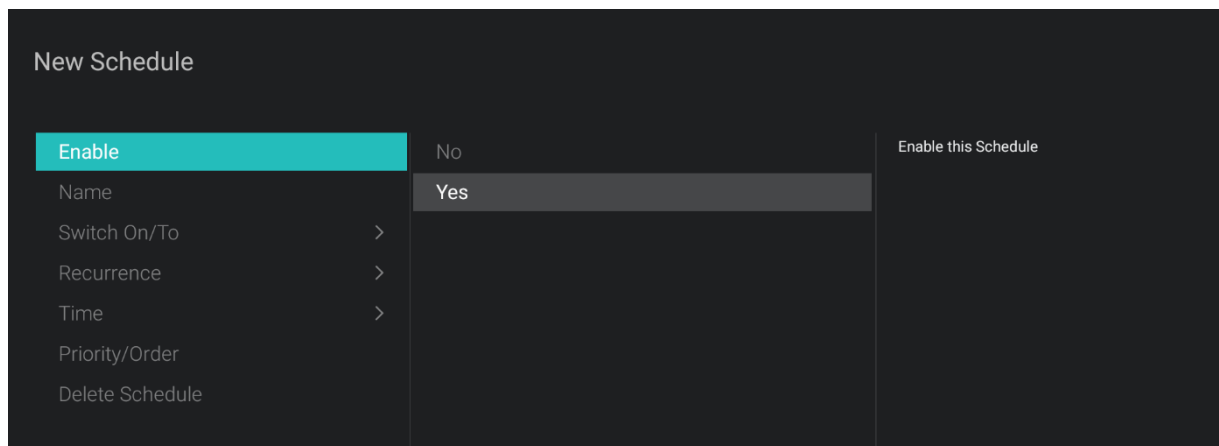 New Schedule
Enable
Name
Switch On/To
Recurrence
Time
Priority/Order
Delete Schedule
No
Yes
Enable this Schedule